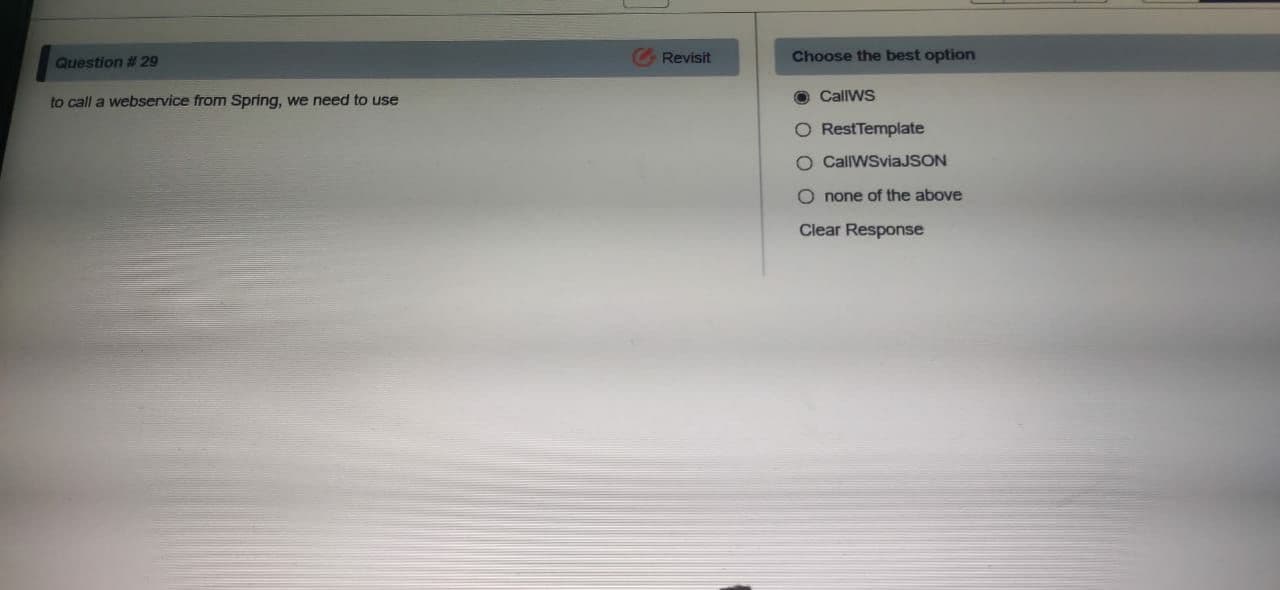 Question # 29
Revisit
to call a webservice from Spring, we need to use
Choose the best option
CallWS
RestTemplate
CallWSviaJSON
none of the above
Clear Response